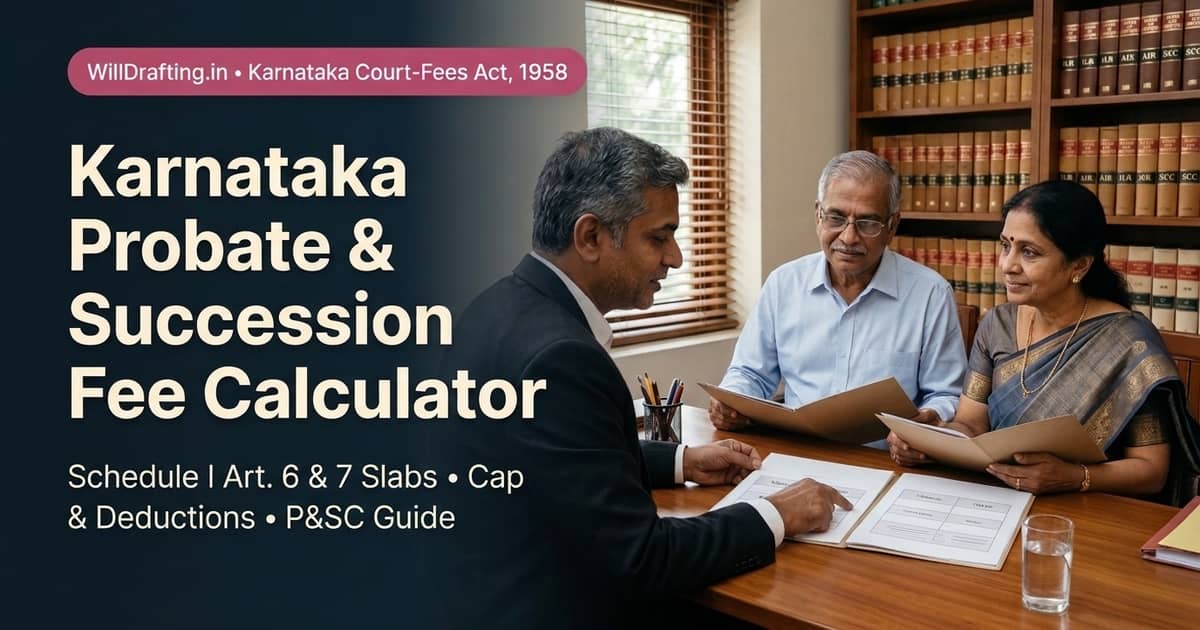 WillDrafting.in • Karnataka Court-Fees Act, 1958
Karnataka
Probate &
Succession
Fee Calculator
Schedule I Art. 6 & 7 Slabs • Cap
& Deductions • P&SC Guide